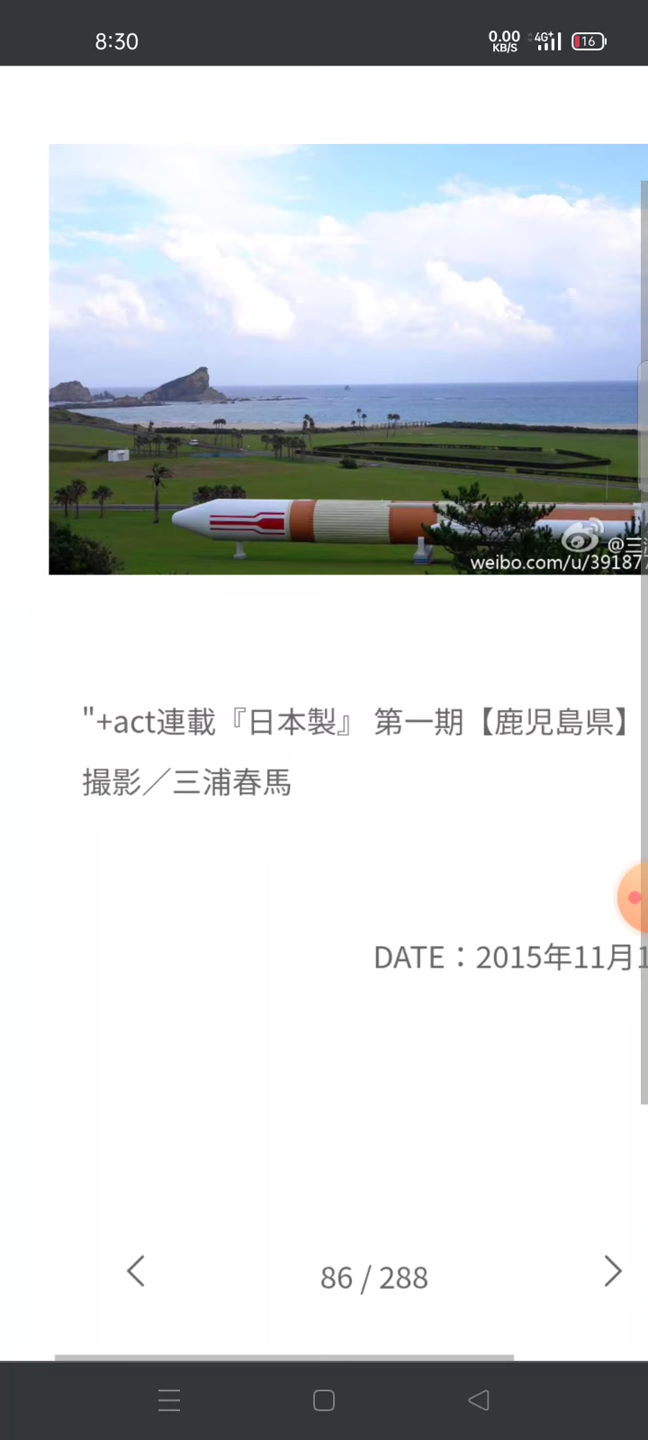 8:30
0.00
KB/S
4G+
16
@三
weibo.com/u/39187
"+act連載『日本製』 第一期【鹿児島県】
撮影／三浦春馬
DATE：2015年11月1
86 / 288